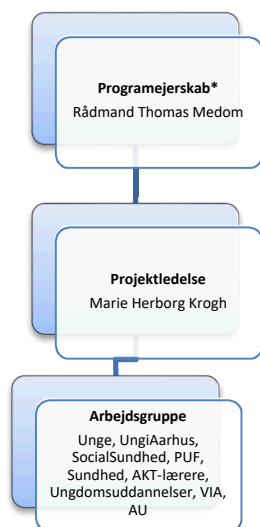 Programejerskab*
Rådmand Thomas Medom
Projektledelse
Marie Herborg Krogh
Arbejdsgruppe
Unge, UngiAarhus,
SocialSundhed, PUF,
Sundhed, AKT-lærere,
Ungdomsuddannelser, VIA,
AU